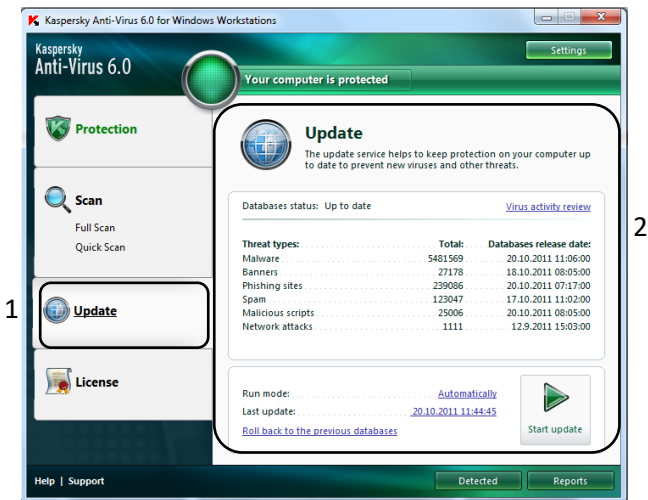 Kaspersky Anti-Virus 6.0 for Windows Workstations
Kaspersky
Anti-Virus 6.0
Settings
Your computer is protected
Protection
Scan
Full Scan
Quick Scan
1
Update
License
Update
The update service helps to keep protection on your computer up
to date to prevent new viruses and other threats.
Databases status: Up to date Virus activity review
Threat types: Total: Databases release date:
Malware 5481569 20.10.2011 11:06:00
Banners 27178 18.10.2011 08:05:00
Phishing sites 239086 20.10.2011 07:17:00
Spam 123047 17.10.2011 11:02:00
Malicious scripts 25006 20.10.2011 08:05:00
Network attacks 1111 12.9.2011 15:03:00
2
Run mode: Automatically
Last update: 20.10.2011 11:44:45
Roll back to the previous databases
Start update
Help | Support
Detected
Reports